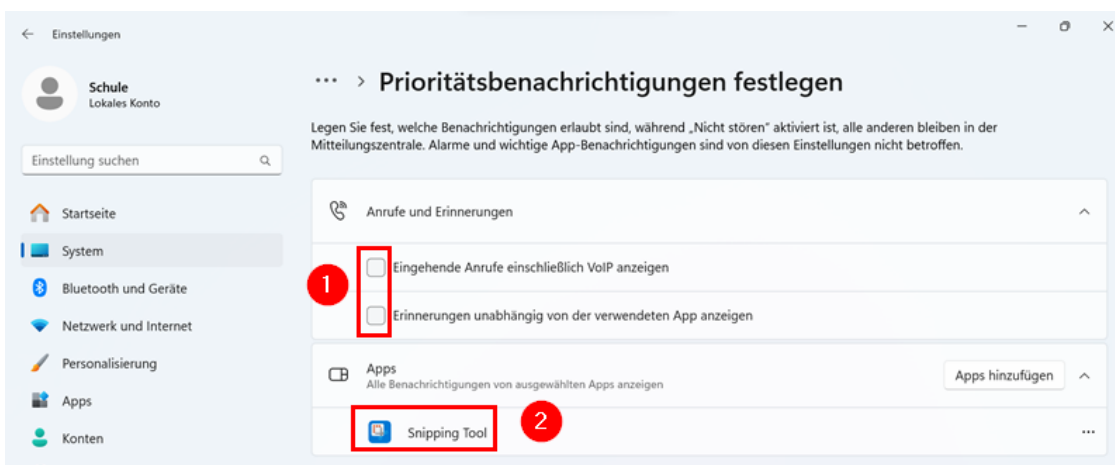 Einstellungen
Schule
Lokales Konto
Einstellung suchen
Startseite
System
Bluetooth und Geräte
Netzwerk und Internet
Personalisierung
Apps
Konten
... > Prioritätsbenachrichtigungen festlegen
Legen Sie fest, welche Benachrichtigungen erlaubt sind, während „Nicht stören" aktiviert ist, alle anderen bleiben in der
Mitteilungszentrale. Alarme und wichtige App-Benachrichtigungen sind von diesen Einstellungen nicht betroffen.
Anrufe und Erinnerungen
1
Eingehende Anrufe einschließlich VoIP anzeigen
Erinnerungen unabhängig von der verwendeten App anzeigen
Apps
Alle Benachrichtigungen von ausgewählten Apps anzeigen
Apps hinzufügen
Snipping Tool
2
...